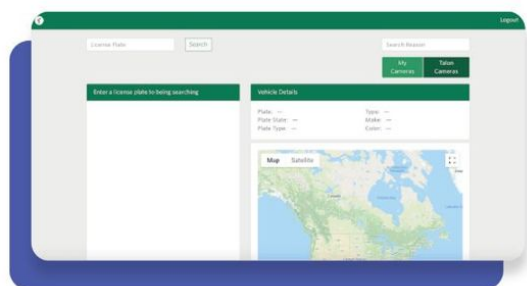 Logout
License Plate
Search
Search Reason
My Cameras
Talon Cameras
Enter a license plate to being searching
Vehicle Details
Plate: --
Type: --
Plate State: --
Make: --
Plate Type: --
Color: --
Map
Satellite